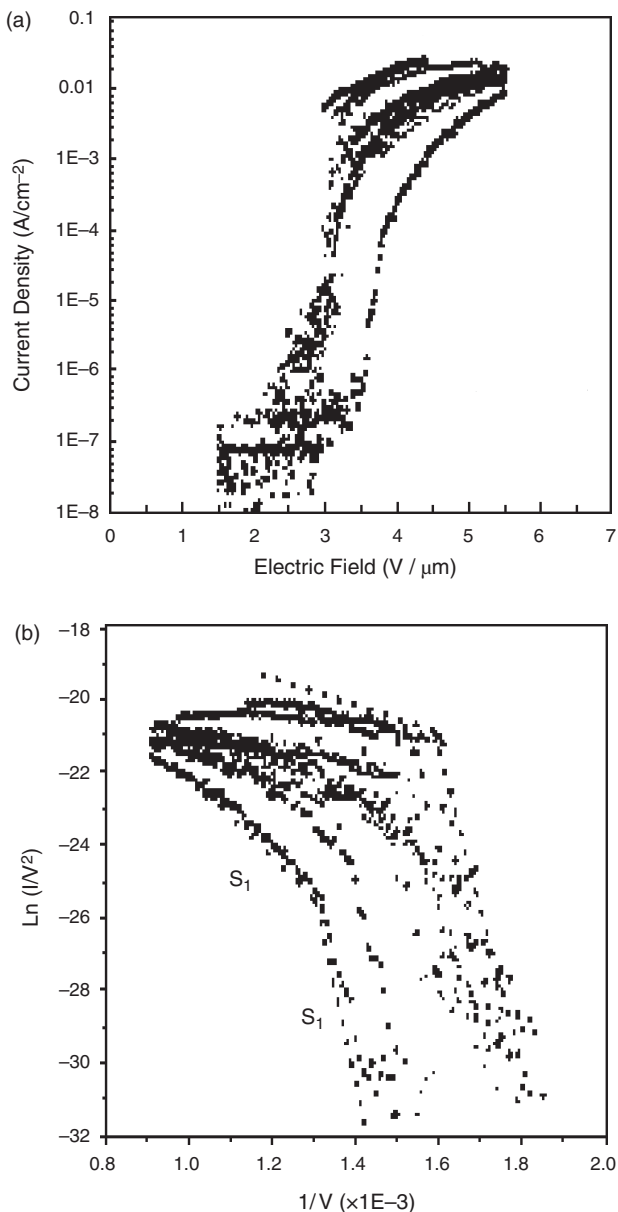 (a)
0.1
0.01
1E–3
1E–4
1E–5
1E–6
1E–7
1E–8
Current Density (A/cm–2)
0 1 2 3 4 5 6 7
Electric Field (V / μm)
(b)
–18
–20
–22
–24
–26
–28
–30
–32
Ln (I/V2)
S1
S1
0.8 1.0 1.2 1.4 1.6 1.8 2.0
1/ V (×1E–3)